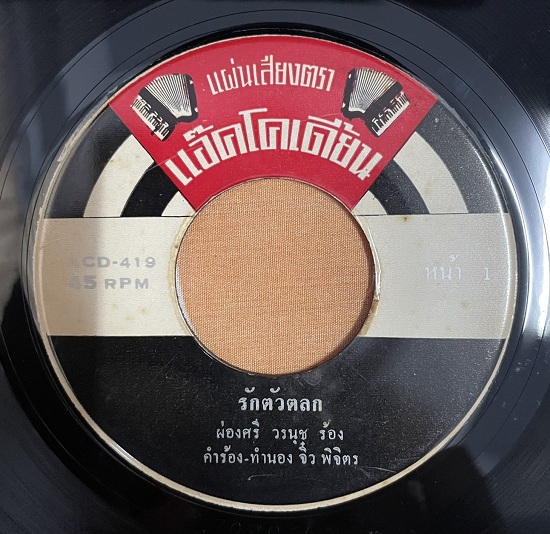 แผ่นเสียงตรา
แอ๊คโคเดียน
LCD-419
45 RPM
หน้า 1
รักตัวตลก
ผ่องศรี วรนุช ร้อง
คำร้อง-ทำนอง จิ๋ว พิจิตร